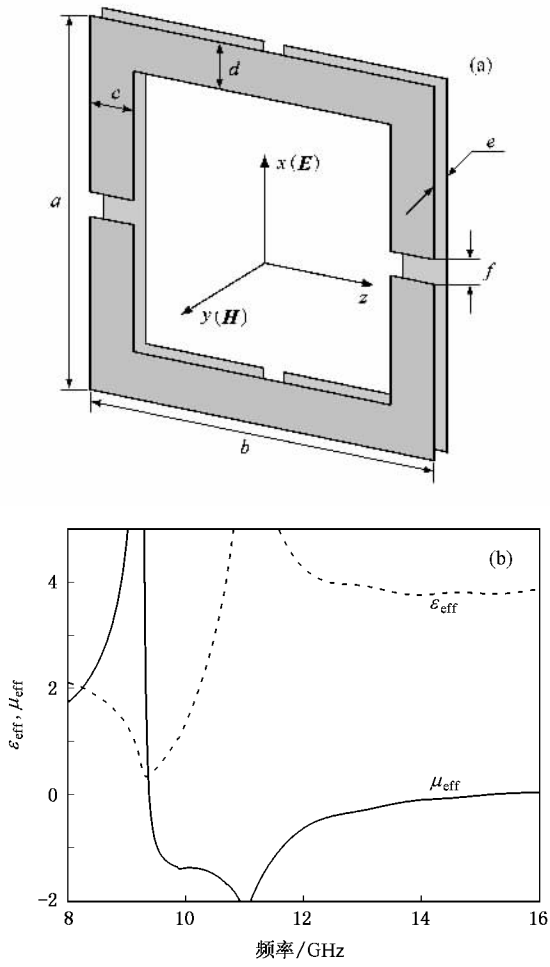 (a)
d
c
e
a
x(E)
f
z
y(H)
b
(b)
4
ε_eff
2
ε_eff, μ_eff
μ_eff
0
-2
8 10 12 14 16
频率/GHz